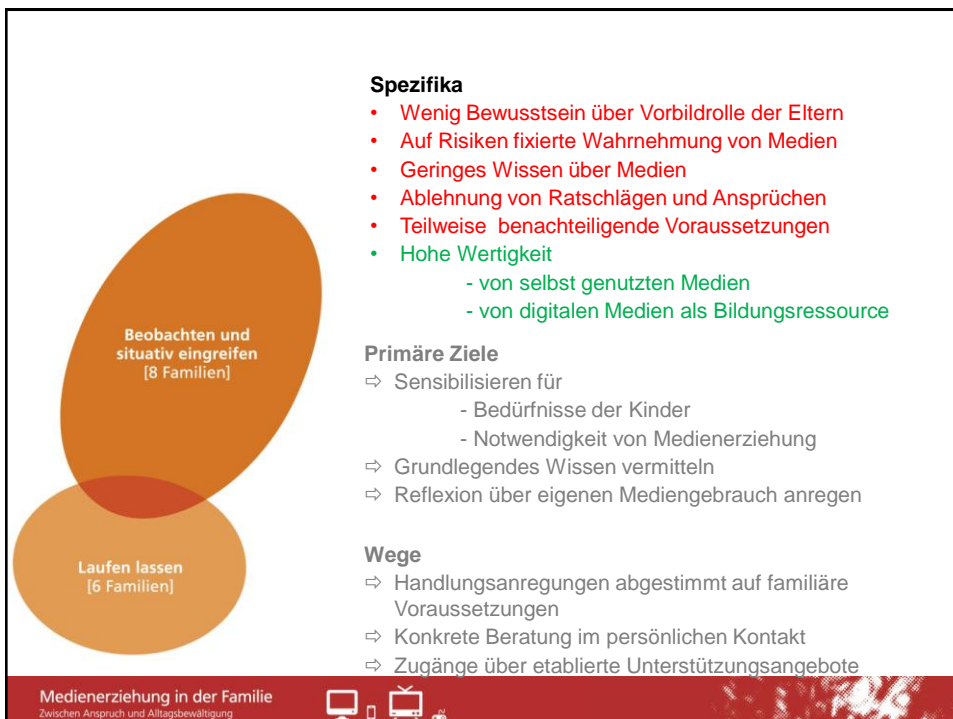 Spezifika
• Wenig Bewusstsein über Vorbildrolle der Eltern
• Auf Risiken fixierte Wahrnehmung von Medien
• Geringes Wissen über Medien
• Ablehnung von Ratschlägen und Ansprüchen
• Teilweise benachteiligende Voraussetzungen
• Hohe Wertigkeit
- von selbst genutzten Medien
- von digitalen Medien als Bildungsressource
Beobachten und
situativ eingreifen
[8 Familien]
Primäre Ziele
⇨ Sensibilisieren für
- Bedürfnisse der Kinder
- Notwendigkeit von Medienerziehung
⇨ Grundlegendes Wissen vermitteln
⇨ Reflexion über eigenen Mediengebrauch anregen
Laufen lassen
[6 Familien]
Wege
⇨ Handlungsanregungen abgestimmt auf familiäre
Voraussetzungen
⇨ Konkrete Beratung im persönlichen Kontakt
⇨ Zugänge über etablierte Unterstützungsangebote
Medienerziehung in der Familie
Zwischen Anspruch und Alltagsbewältigung